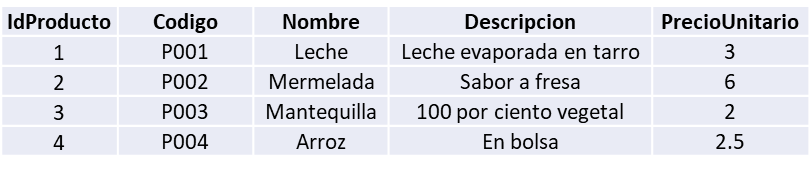 IdProducto Codigo Nombre Descripcion PrecioUnitario
1 P001 Leche Leche evaporada en tarro 3
2 P002 Mermelada Sabor a fresa 6
3 P003 Mantequilla 100 por ciento vegetal 2
4 P004 Arroz En bolsa 2.5